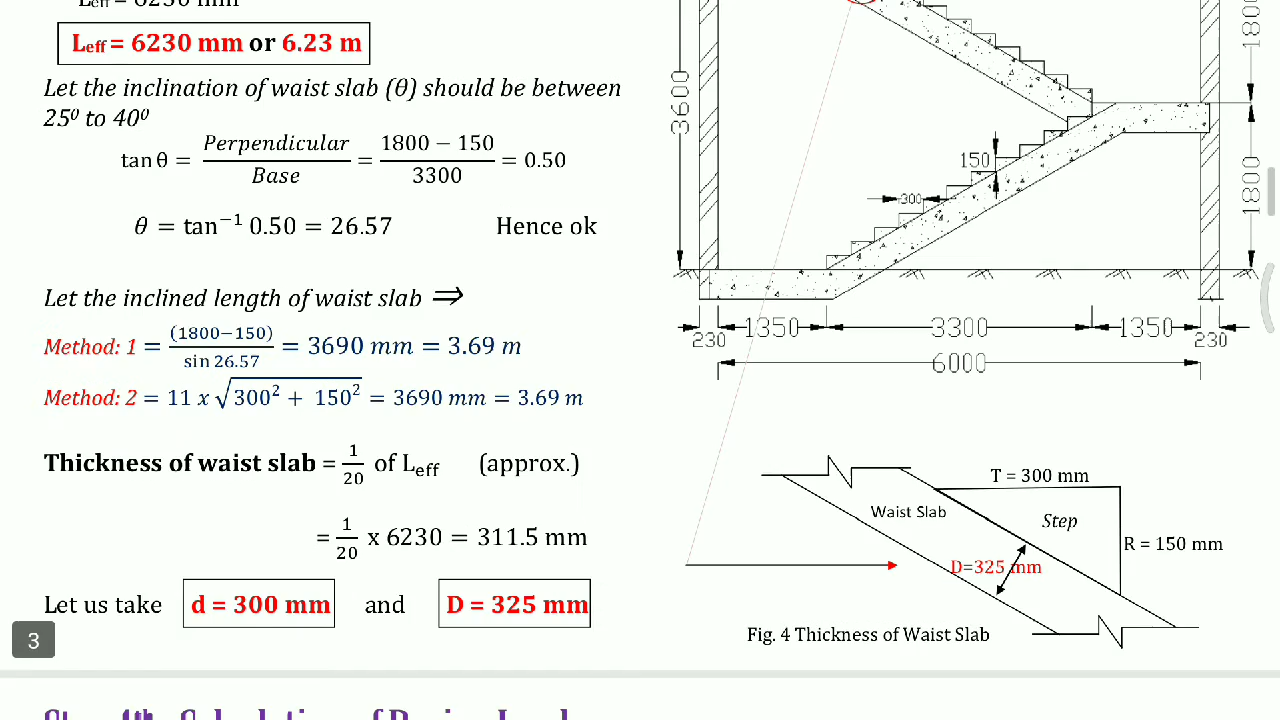 Leff = 6230 mm
Leff = 6230 mm or 6.23 m
Let the inclination of waist slab (θ) should be between
25⁰ to 40⁰
tan θ = Perpendicular / Base = 1800 − 150 / 3300 = 0.50
θ = tan⁻¹ 0.50 = 26.57 Hence ok
Let the inclined length of waist slab ⇒
Method: 1 = (1800−150) / sin 26.57 = 3690 mm = 3.69 m
Method: 2 = 11 x √300² + 150² = 3690 mm = 3.69 m
Thickness of waist slab = 1/20 of Leff (approx.)
= 1/20 x 6230 = 311.5 mm
Let us take d = 300 mm and D = 325 mm
3
3600
1800
150
300
1800
230 1350 3300 1350 230
6000
T = 300 mm
Waist Slab
Step
R = 150 mm
D=325 mm
Fig. 4 Thickness of Waist Slab